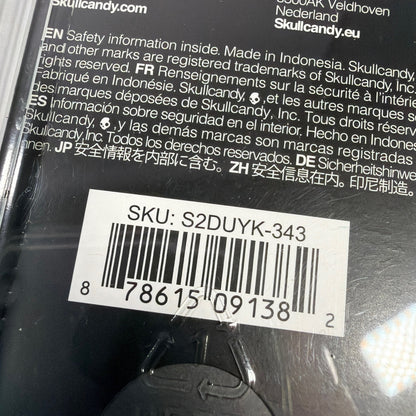 Skullcandy.com
5500AK Veldhoven
Nederland
Skullcandy.eu
EN Safety information inside. Made in Indonesia. Skullcandy,
and other marks are registered trademarks of Skullcandy, Inc.
rights reserved. FR Renseignements sur la sécurité à l'intéri
Fabriqué en Indonésie. Skullcandy, et les autres marques s
des marques déposées de Skullcandy, Inc. Tous droits réserv
ES Información sobre seguridad en el interior. Hecho en Indones
Skullcandy, y las demás marcas son marcas registradas
kullcandy, Inc. Todos los derechos reservados. DE Sicherheitshinwe
nnen. JP 安全情報を内部に含む。 ZH 安全信息在内。印尼制造。
SKU: S2DUYK-343
8 78615 09138 2